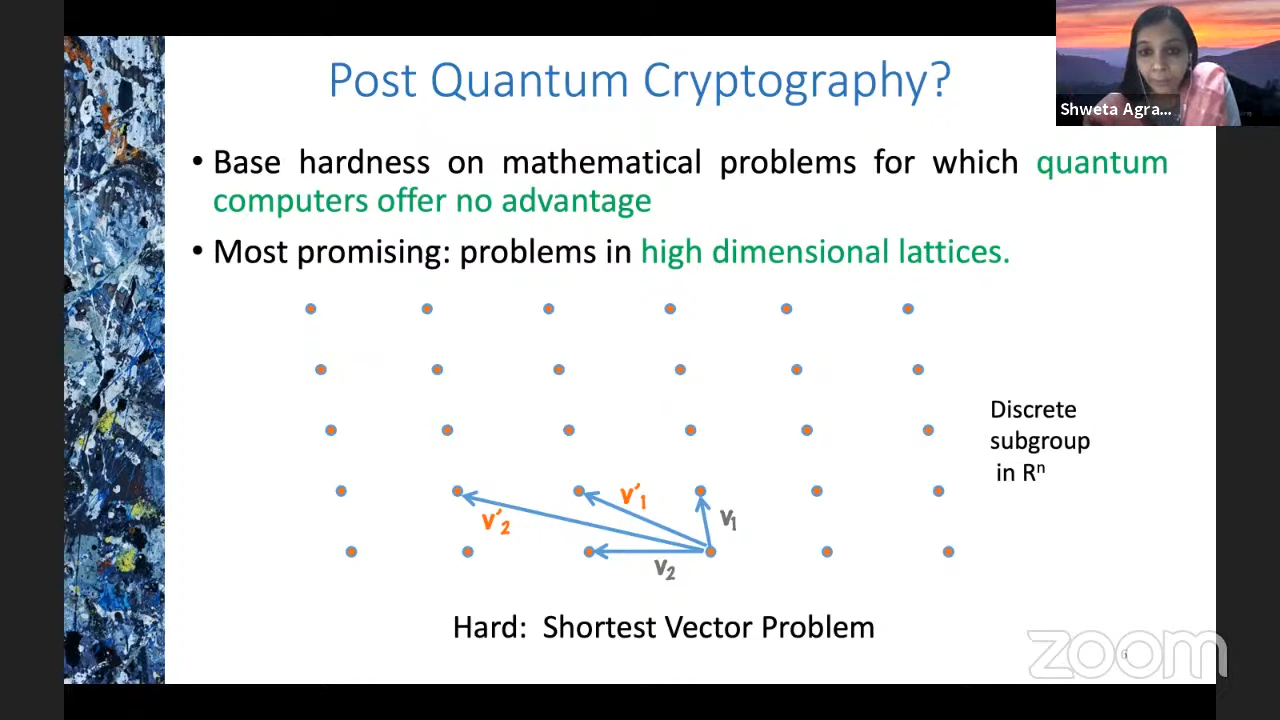 Post Quantum Cryptography?
Shweta Agra...
• Base hardness on mathematical problems for which quantum
computers offer no advantage
• Most promising: problems in high dimensional lattices.
Discrete
subgroup
in Rⁿ
v'₁
v'₂
v₁
v₂
Hard: Shortest Vector Problem
zoom
6